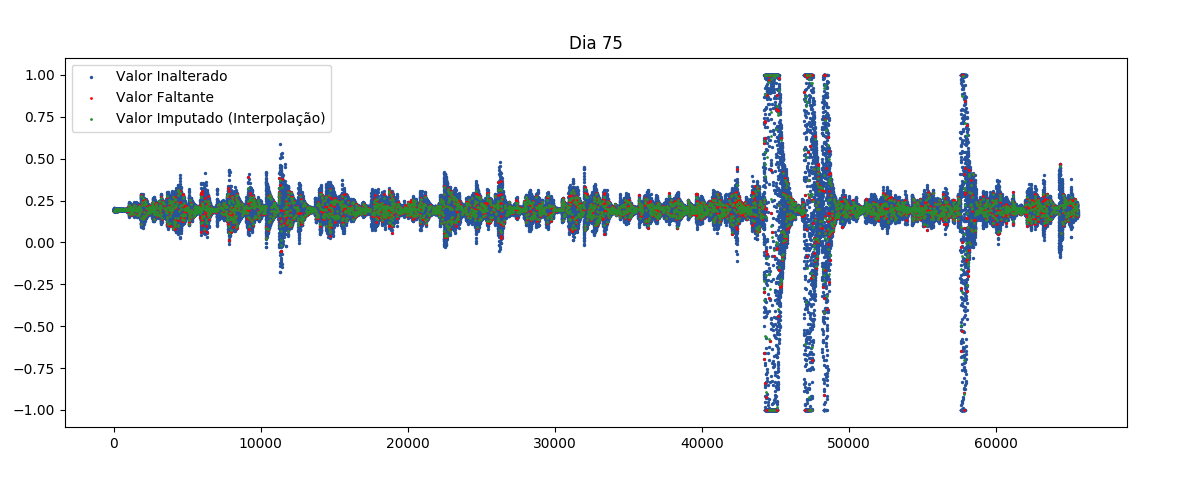 Dia 75
Valor Inalterado
Valor Faltante
Valor Imputado (Interpolação)
1.00
0.75
0.50
0.25
0.00
−0.25
−0.50
−0.75
−1.00
0 10000 20000 30000 40000 50000 60000